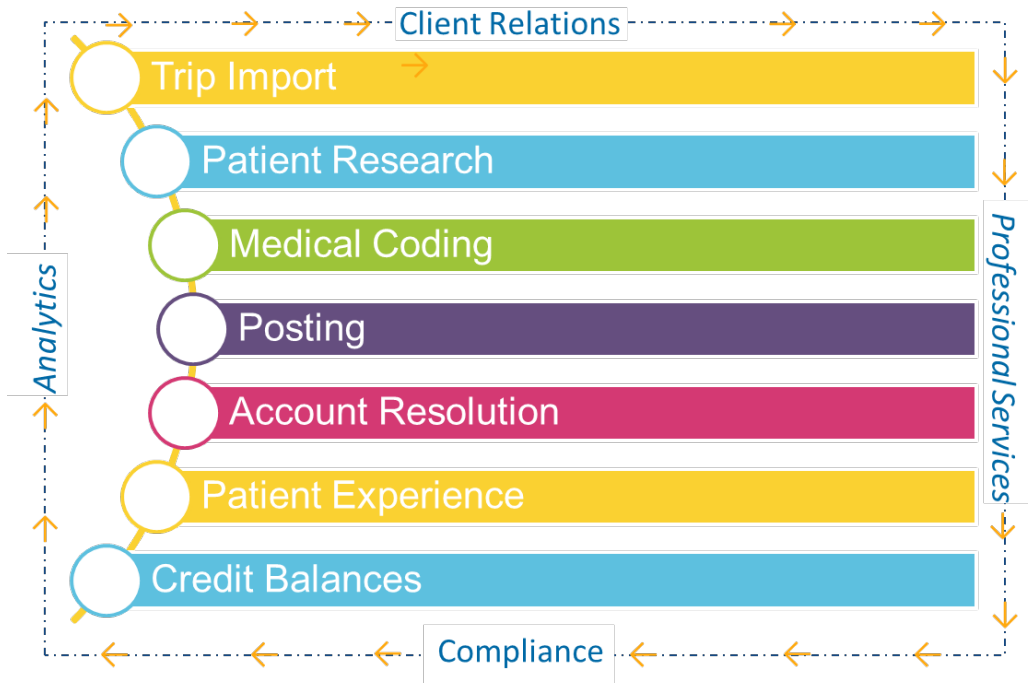 Client Relations
Trip Import
Patient Research
Medical Coding
Posting
Account Resolution
Patient Experience
Credit Balances
Analytics
Professional Services
Compliance